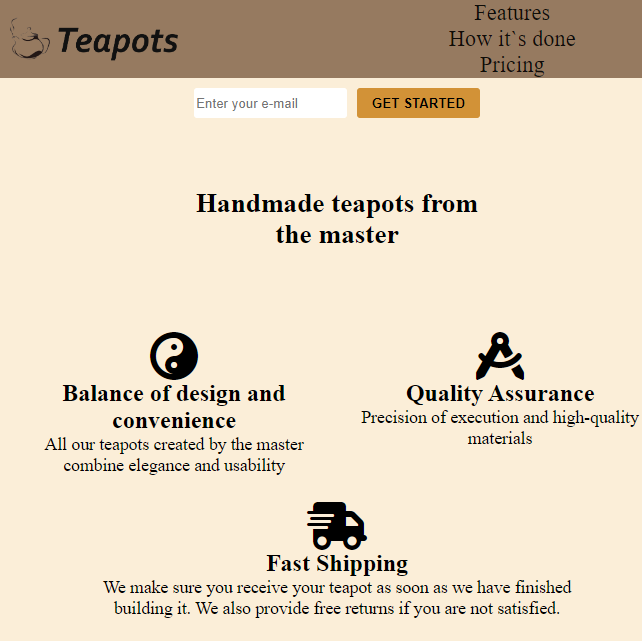 Teapots
Features
How it`s done
Pricing
Enter your e-mail
GET STARTED
Handmade teapots from
the master
Balance of design and
convenience
All our teapots created by the master
combine elegance and usability
Quality Assurance
Precision of execution and high-quality
materials
Fast Shipping
We make sure you receive your teapot as soon as we have finished
building it. We also provide free returns if you are not satisfied.